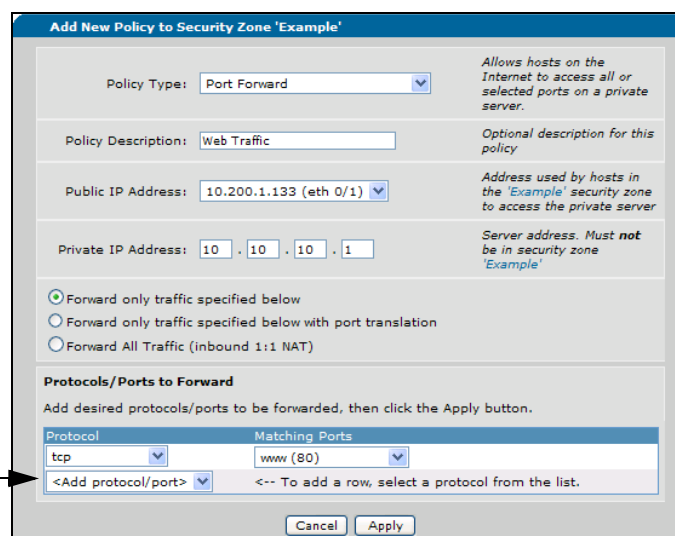 Add New Policy to Security Zone 'Example'
Policy Type: Port Forward
Allows hosts on the
Internet to access all or
selected ports on a private
server.
Policy Description: Web Traffic
Optional description for this
policy
Public IP Address: 10.200.1.133 (eth 0/1)
Address used by hosts in
the 'Example' security zone
to access the private server
Private IP Address: 10 . 10 . 10 . 1
Server address. Must not
be in security zone
'Example'
Forward only traffic specified below
Forward only traffic specified below with port translation
Forward All Traffic (inbound 1:1 NAT)
Protocols/Ports to Forward
Add desired protocols/ports to be forwarded, then click the Apply button.
Protocol Matching Ports
tcp www (80)
<Add protocol/port> <-- To add a row, select a protocol from the list.
Cancel Apply